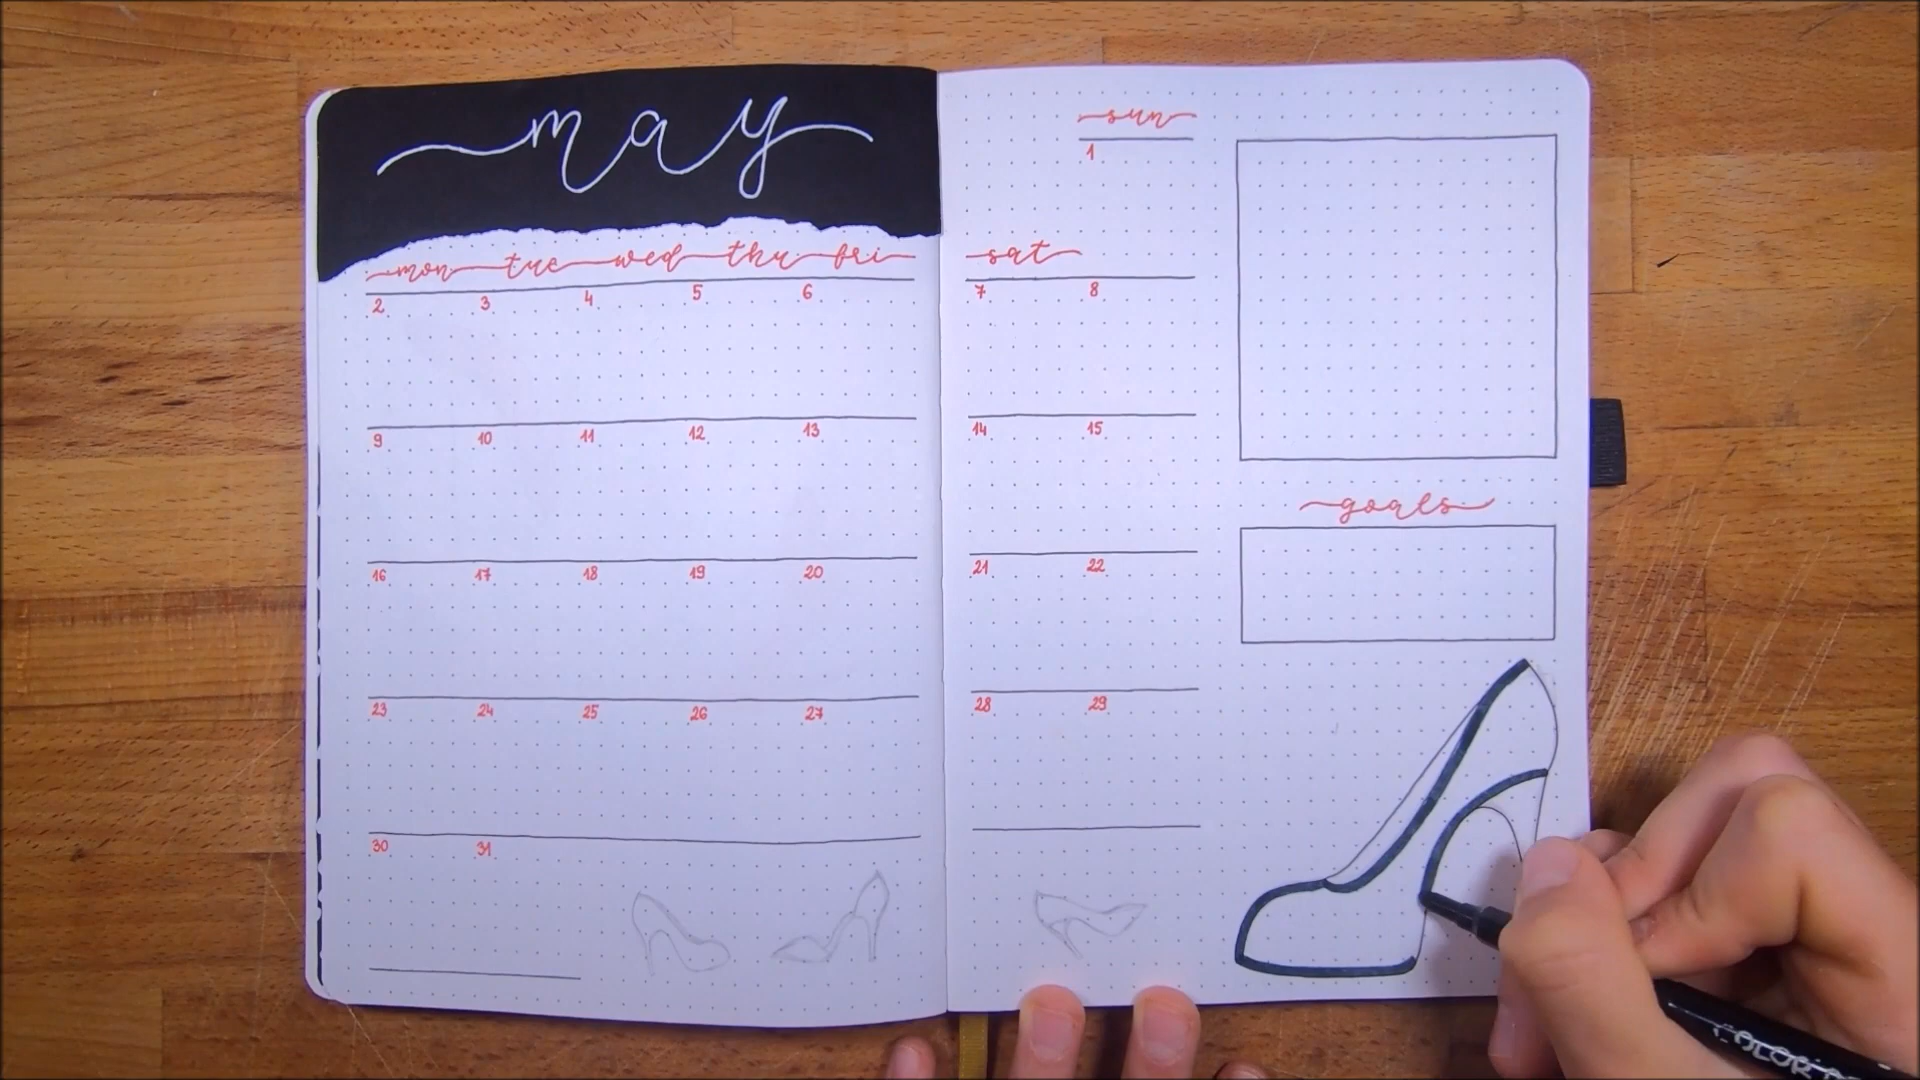 may
sun
1
mon tue wed thu fri sat
2 3 4 5 6 7 8
9 10 11 12 13 14 15
goals
16 17 18 19 20 21 22
23 24 25 26 27 28 29
30 31